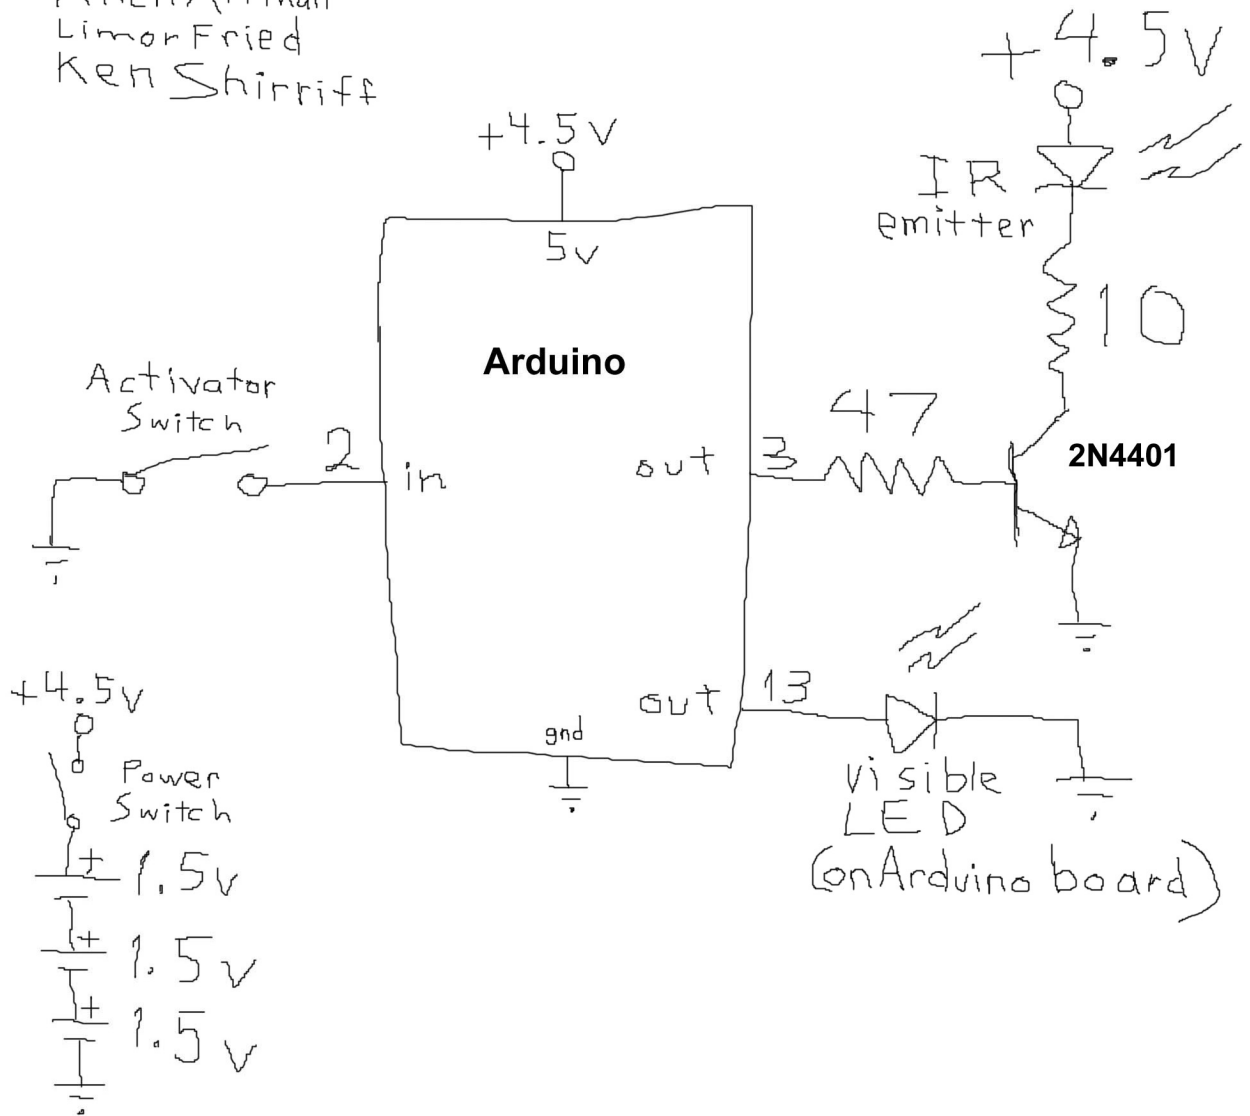 Limor Fried
Ken Shirriff
+4.5v
+4.5v
IR
emitter
5v
10
Arduino
Activator
Switch
2
in
out
3
47
2N4401
+4.5v
Power
Switch
gnd
out
13
visible
LED
(on Arduino board)
+
1.5v
+
1.5v
+
1.5v